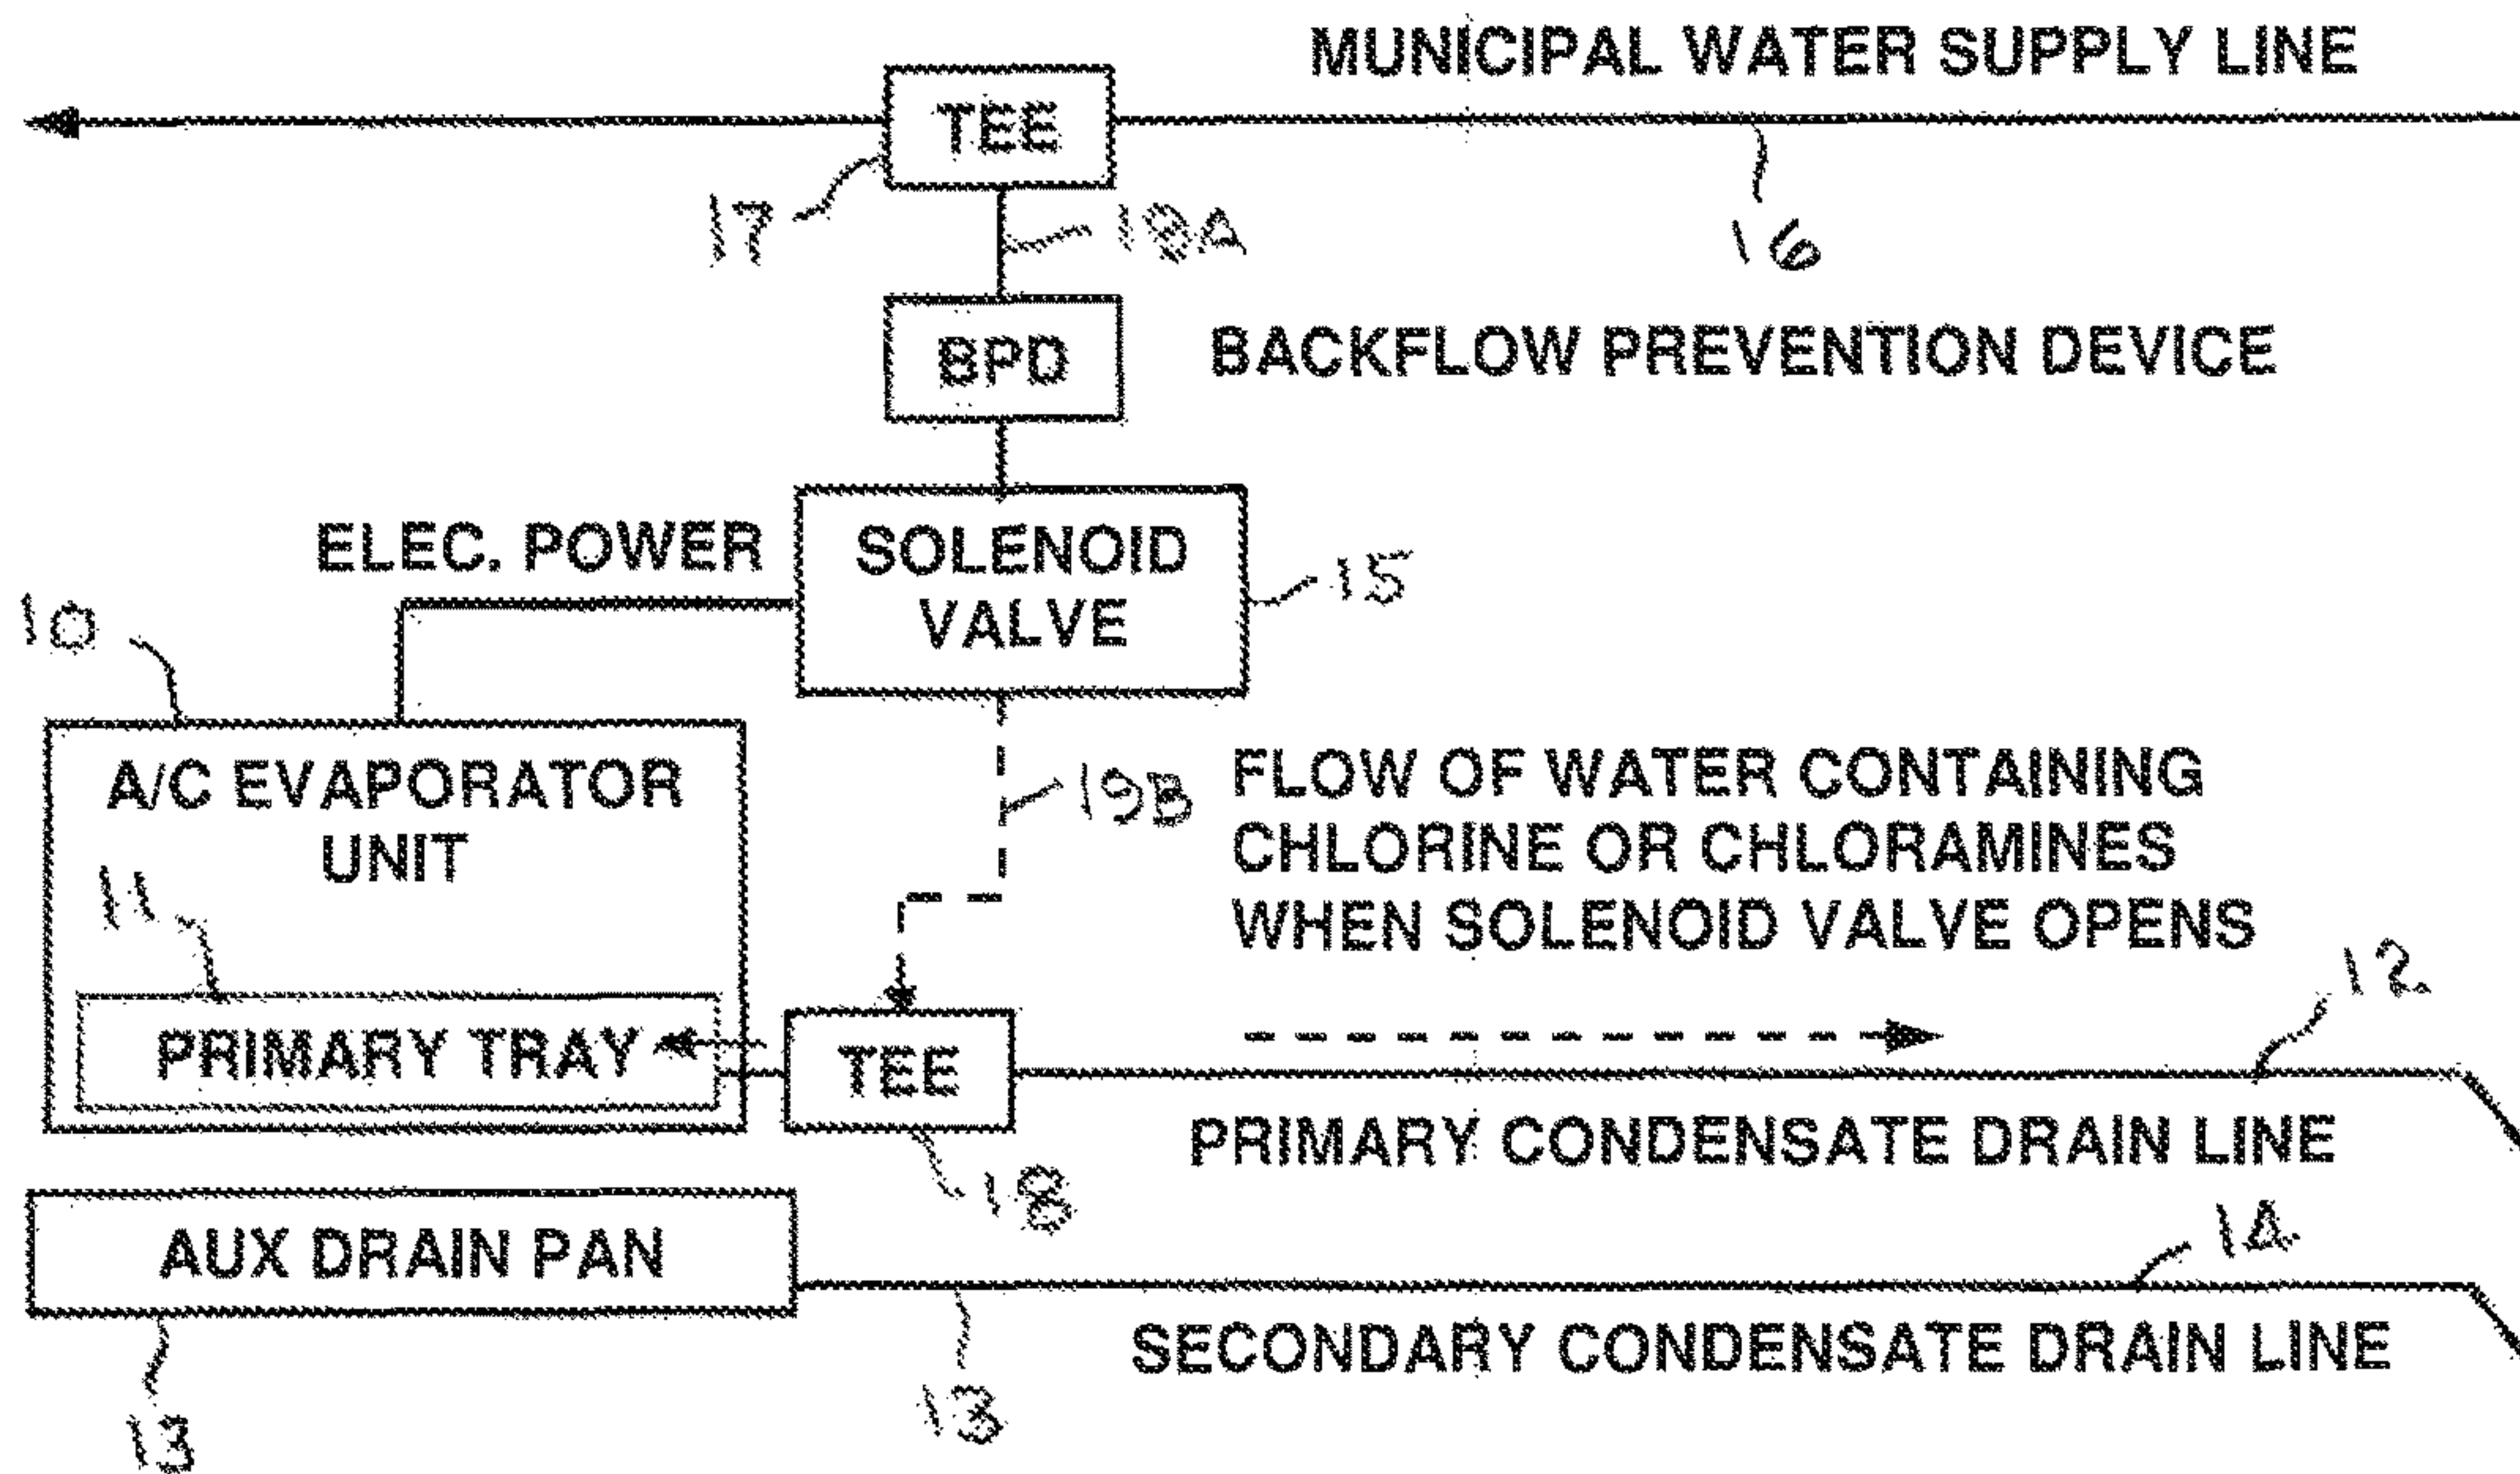 MUNICIPAL WATER SUPPLY LINE
TEE
17
16
BPD
BACKFLOW PREVENTION DEVICE
ELEC. POWER
SOLENOID
VALVE
15
10
A/C EVAPORATOR
UNIT
19B
FLOW OF WATER CONTAINING
CHLORINE OR CHLORAMINES
WHEN SOLENOID VALVE OPENS
11
12
PRIMARY TRAY
TEE
PRIMARY CONDENSATE DRAIN LINE
18
14
AUX DRAIN PAN
SECONDARY CONDENSATE DRAIN LINE
13
13